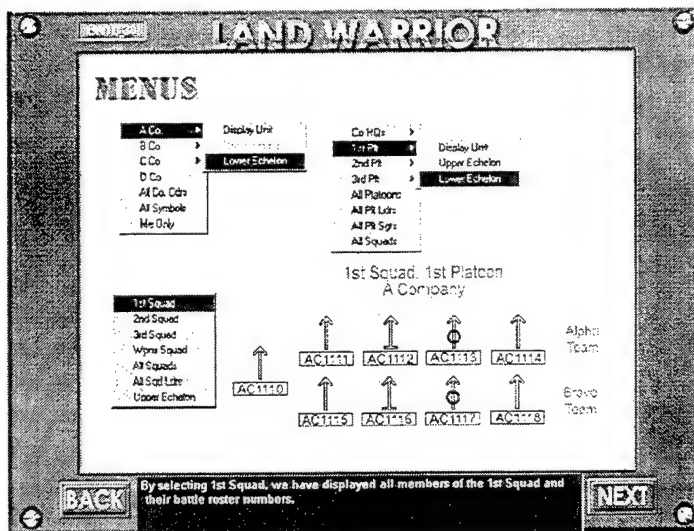 LAND WARRIOR
MENUS
A Co.
B Co
C Co
D Co
All Co. Cdrs
All Symbols
Me Only
Display Unit
Lower Echelon
Co HQs
1st Plt
2nd Plt
3rd Plt
All Platoons
All Plt Ldrs
All Plt Sgts
All Squads
Display Unit
Upper Echelon
Lower Echelon
1st Squad, 1st Platoon
A Company
1st Squad
2nd Squad
3rd Squad
Wpns Squad
All Squads
All Sqd Ldrs
Upper Echelon
AC1110
AC1111
AC1112
AC1113
AC1114
Alpha
Team
AC1115
AC1116
AC1117
AC1118
Bravo
Team
BACK
By selecting 1st Squad, we have displayed all members of the 1st Squad and
their battle roster numbers.
NEXT